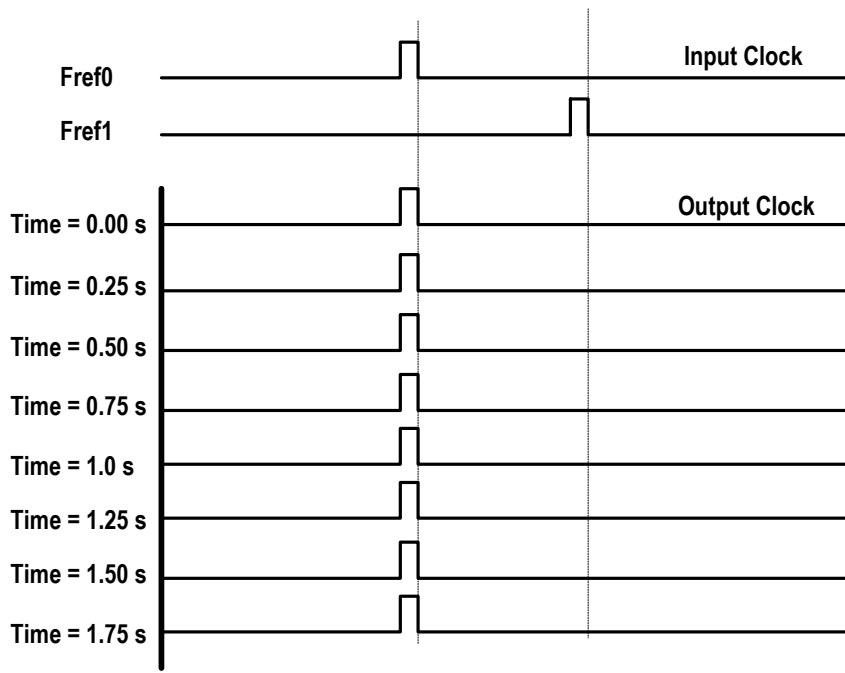 Fref0
Input Clock
Fref1
Output Clock
Time = 0.00 s
Time = 0.25 s
Time = 0.50 s
Time = 0.75 s
Time = 1.0 s
Time = 1.25 s
Time = 1.50 s
Time = 1.75 s